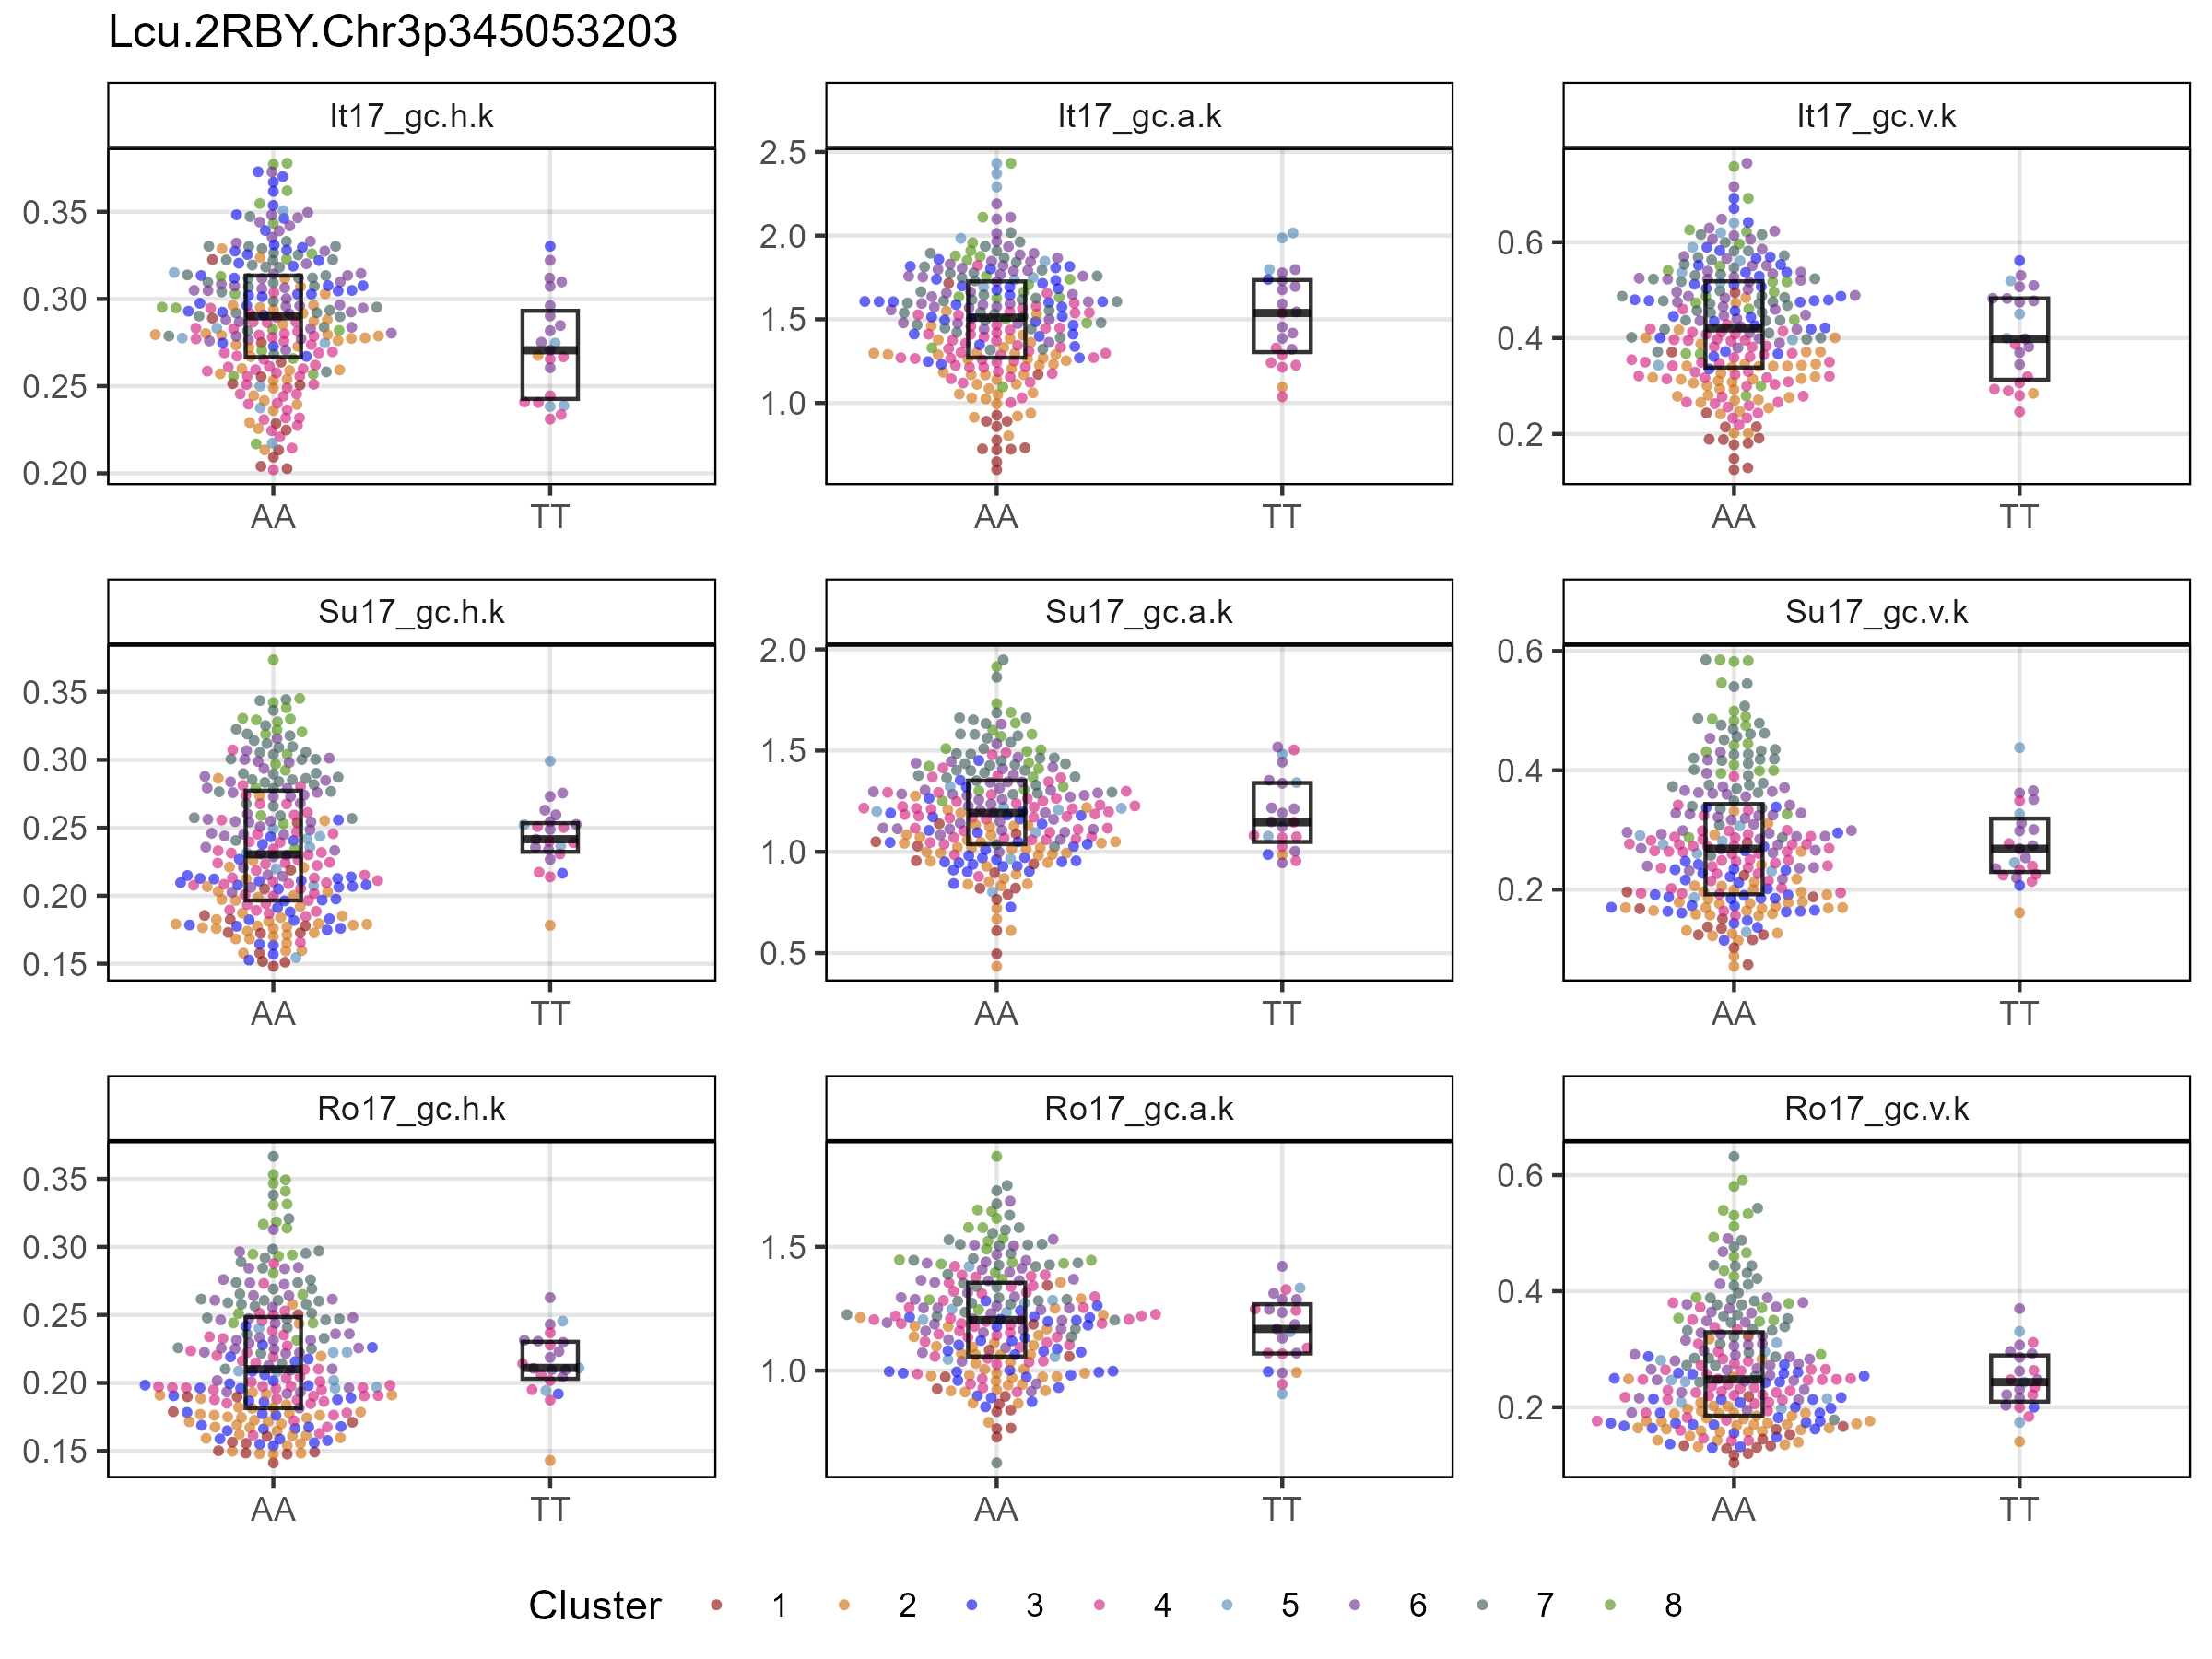 Lcu.2RBY.Chr3p345053203
It17_gc.h.k
It17_gc.a.k
It17_gc.v.k
0.35
0.30
0.25
0.20
2.5
2.0
1.5
1.0
0.6
0.4
0.2
AA
TT
AA
TT
AA
TT
Su17_gc.h.k
Su17_gc.a.k
Su17_gc.v.k
0.35
0.30
0.25
0.20
0.15
2.0
1.5
1.0
0.5
0.6
0.4
0.2
AA
TT
AA
TT
AA
TT
Ro17_gc.h.k
Ro17_gc.a.k
Ro17_gc.v.k
0.35
0.30
0.25
0.20
0.15
1.5
1.0
0.6
0.4
0.2
AA
TT
AA
TT
AA
TT
Cluster 1 2 3 4 5 6 7 8